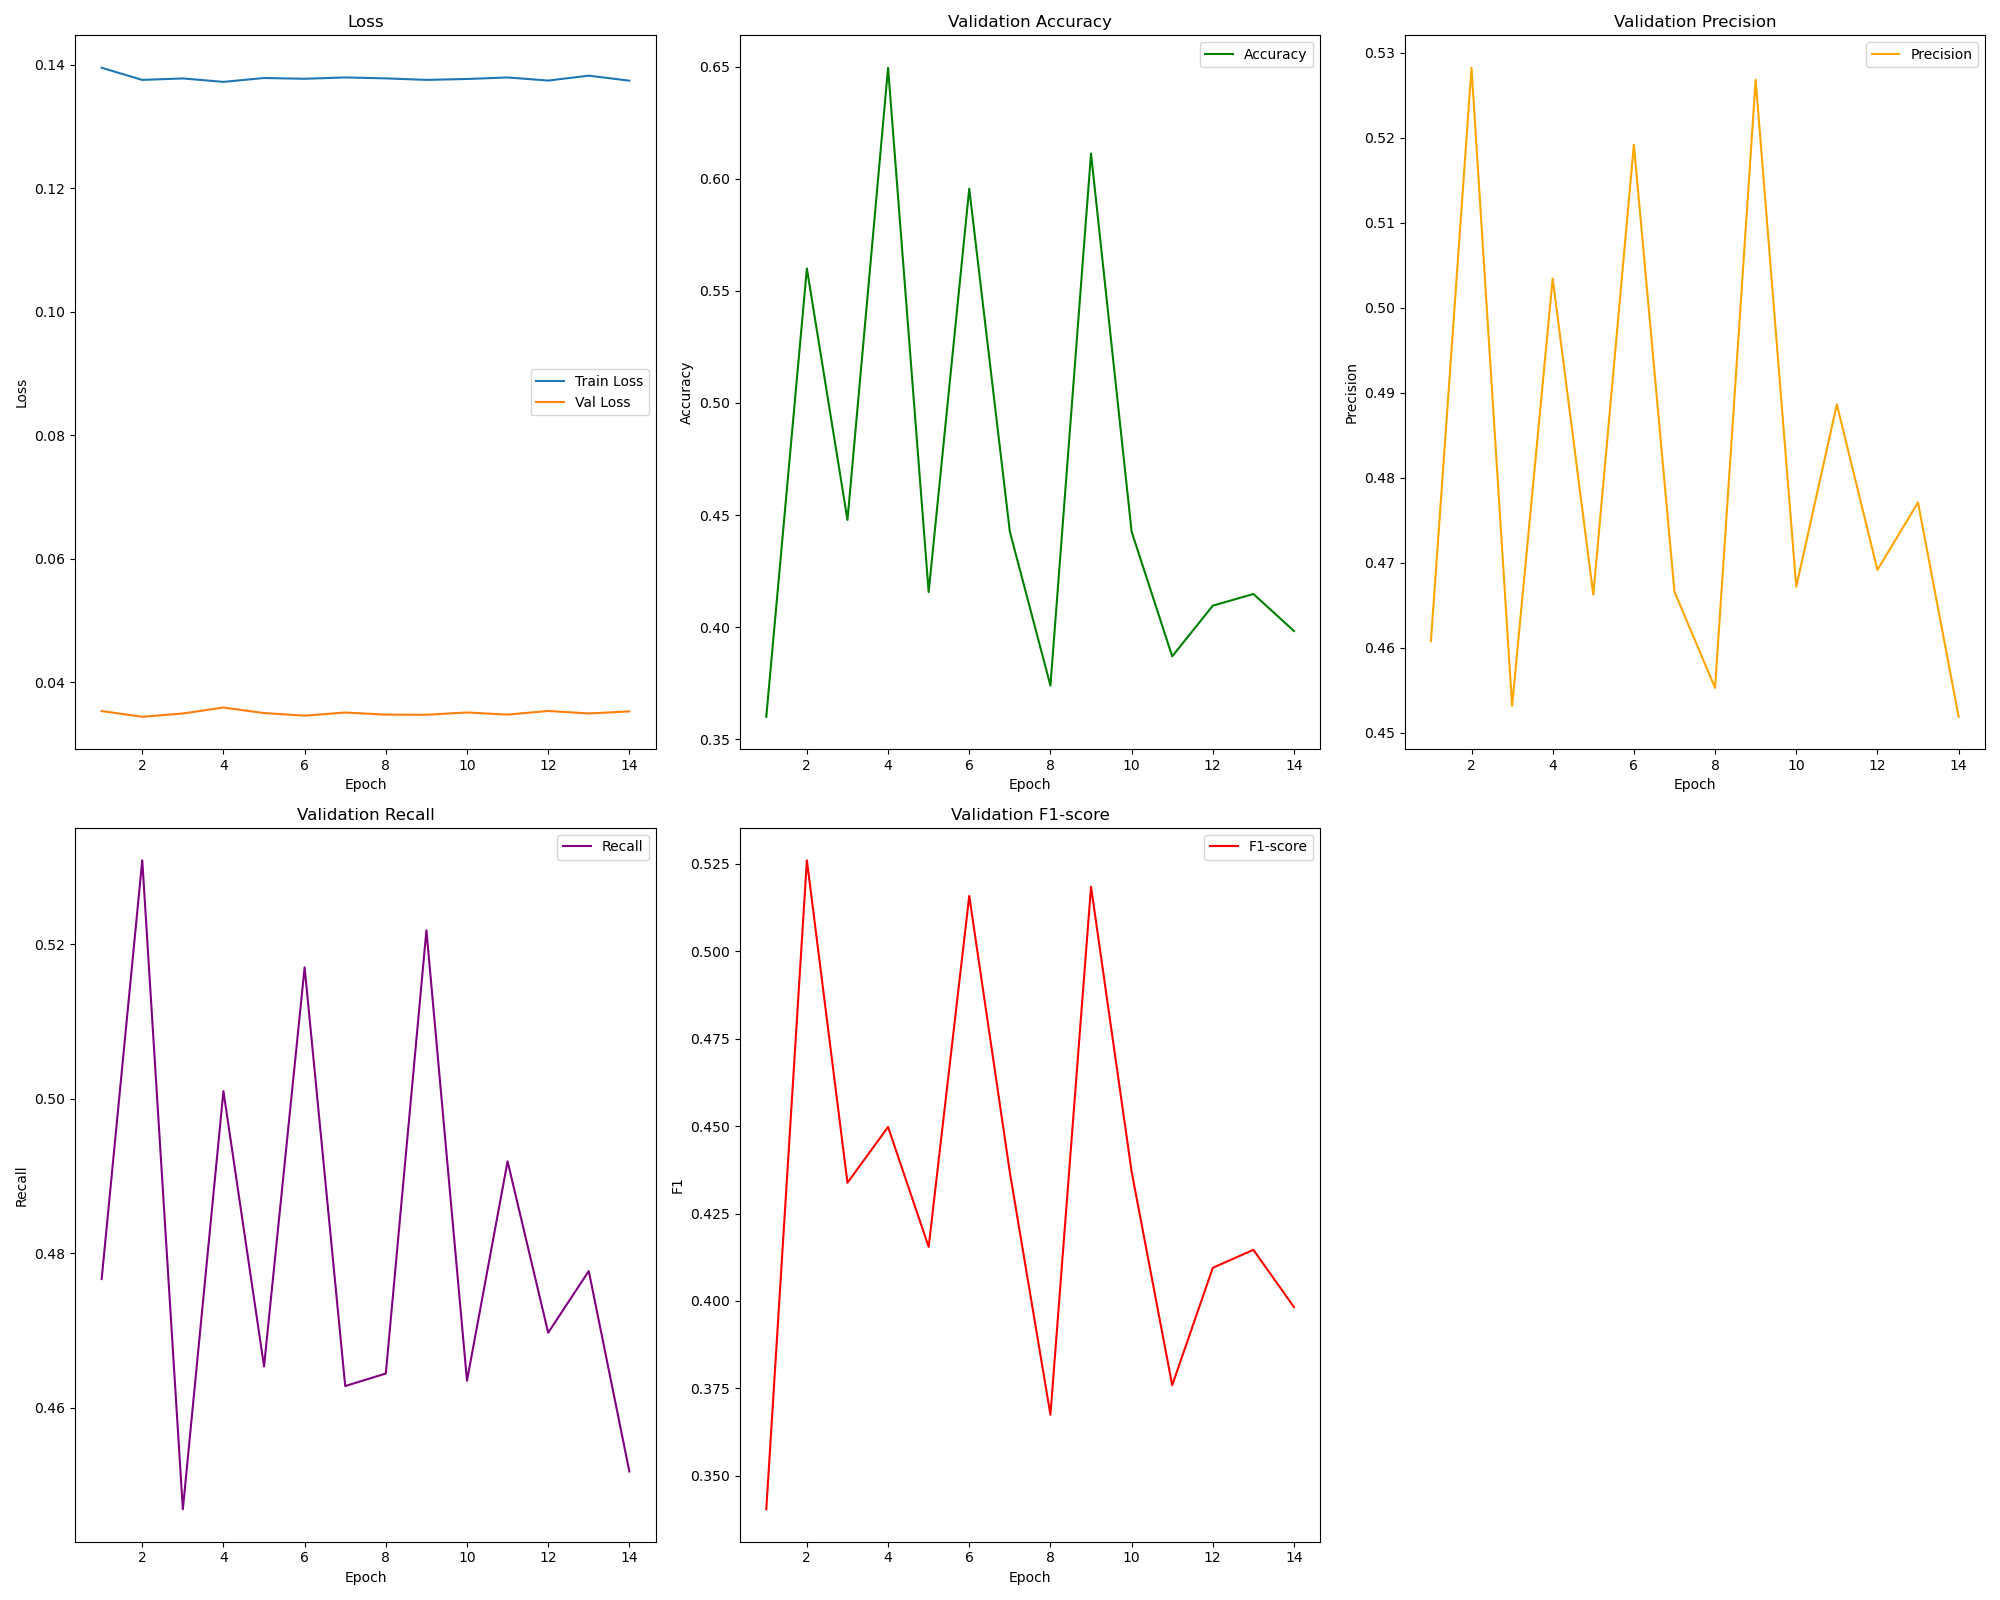 Loss
0.14
0.12
0.10
0.08
0.06
0.04
Loss
Train Loss
Val Loss
2 4 6 8 10 12 14
Epoch
Validation Accuracy
0.65
0.60
0.55
0.50
0.45
0.40
0.35
Accuracy
Accuracy
2 4 6 8 10 12 14
Epoch
Validation Precision
0.53
0.52
0.51
0.50
0.49
0.48
0.47
0.46
0.45
Precision
Precision
2 4 6 8 10 12 14
Epoch
Validation Recall
0.52
0.50
0.48
0.46
Recall
Recall
2 4 6 8 10 12 14
Epoch
Validation F1-score
0.525
0.500
0.475
0.450
0.425
0.400
0.375
0.350
F1
F1-score
2 4 6 8 10 12 14
Epoch